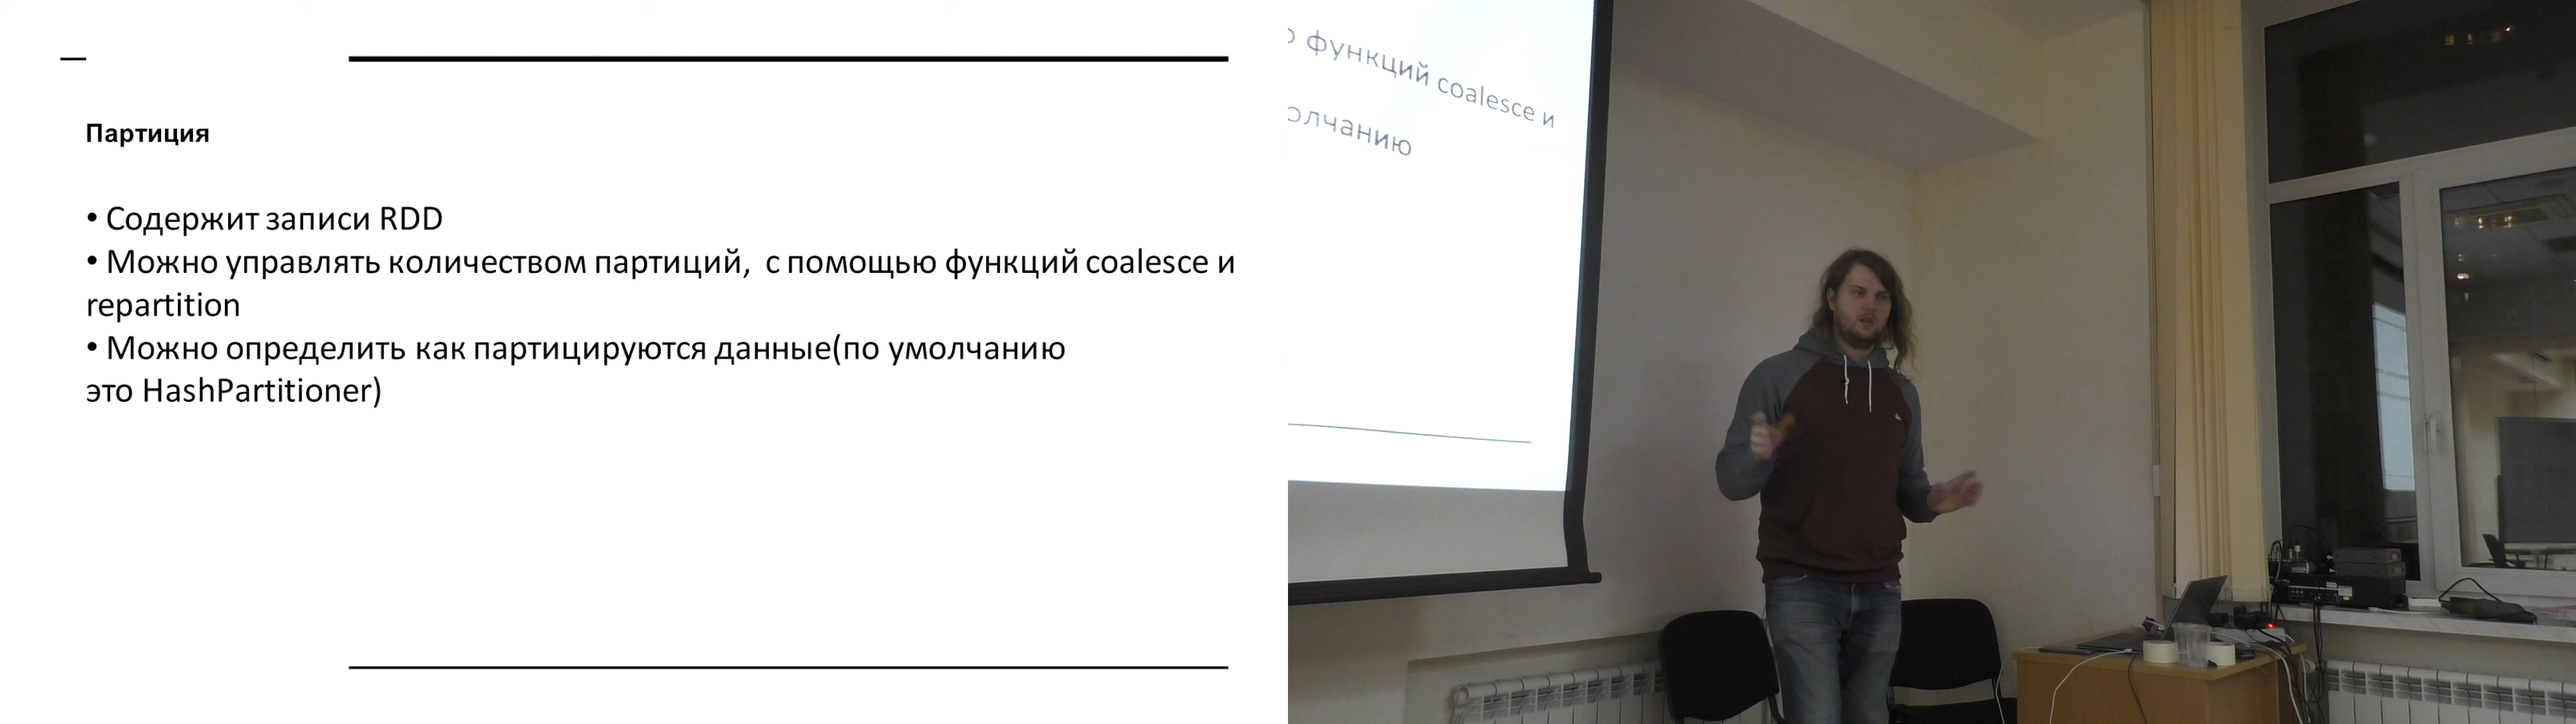 Партиция
• Содержит записи RDD
• Можно управлять количеством партиций, с помощью функций coalesce и
repartition
• Можно определить как партицируются данные(по умолчанию
это HashPartitioner)
функций coalesce и